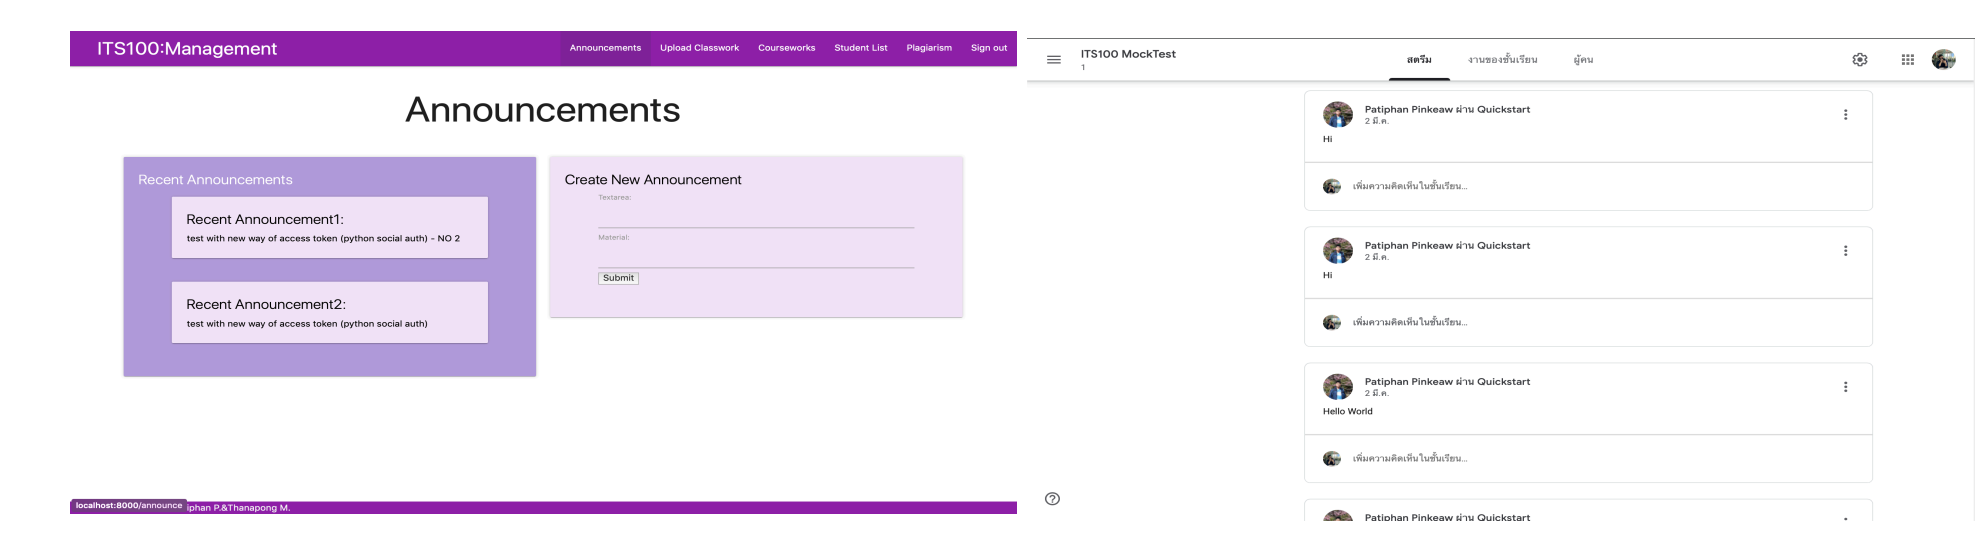 ITS100:Management
Announcements Upload Classwork Courseworks Student List Plagiarism Sign out
Announcements
Recent Announcements
Recent Announcement1:
test with new way of access token (python social auth) - NO 2
Recent Announcement2:
test with new way of access token (python social auth)
Create New Announcement
Textarea:
Material:
Submit
localhost:8000/announce
iphan P.&Thanapong M.
ITS100 MockTest
1
สตรีม งานของชั้นเรียน ผู้คน
Patiphan Pinkeaw ผ่าน Quickstart
2 มี.ค.
Hi
เพิ่มความคิดเห็นในชั้นเรียน...
Patiphan Pinkeaw ผ่าน Quickstart
2 มี.ค.
Hi
เพิ่มความคิดเห็นในชั้นเรียน...
Patiphan Pinkeaw ผ่าน Quickstart
2 มี.ค.
Hello World
เพิ่มความคิดเห็นในชั้นเรียน...
Patiphan Pinkeaw ผ่าน Quickstart